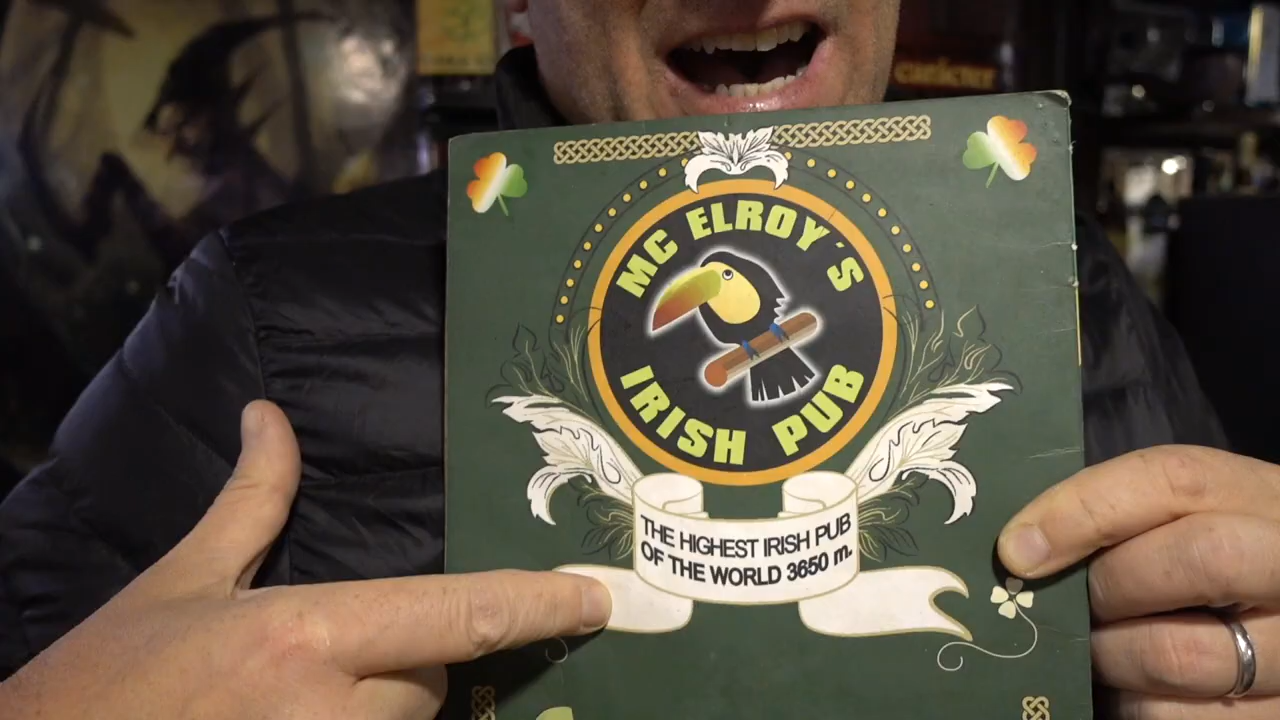 MC ELROY´S
IRISH PUB
THE HIGHEST IRISH PUB
OF THE WORLD 3650 m.